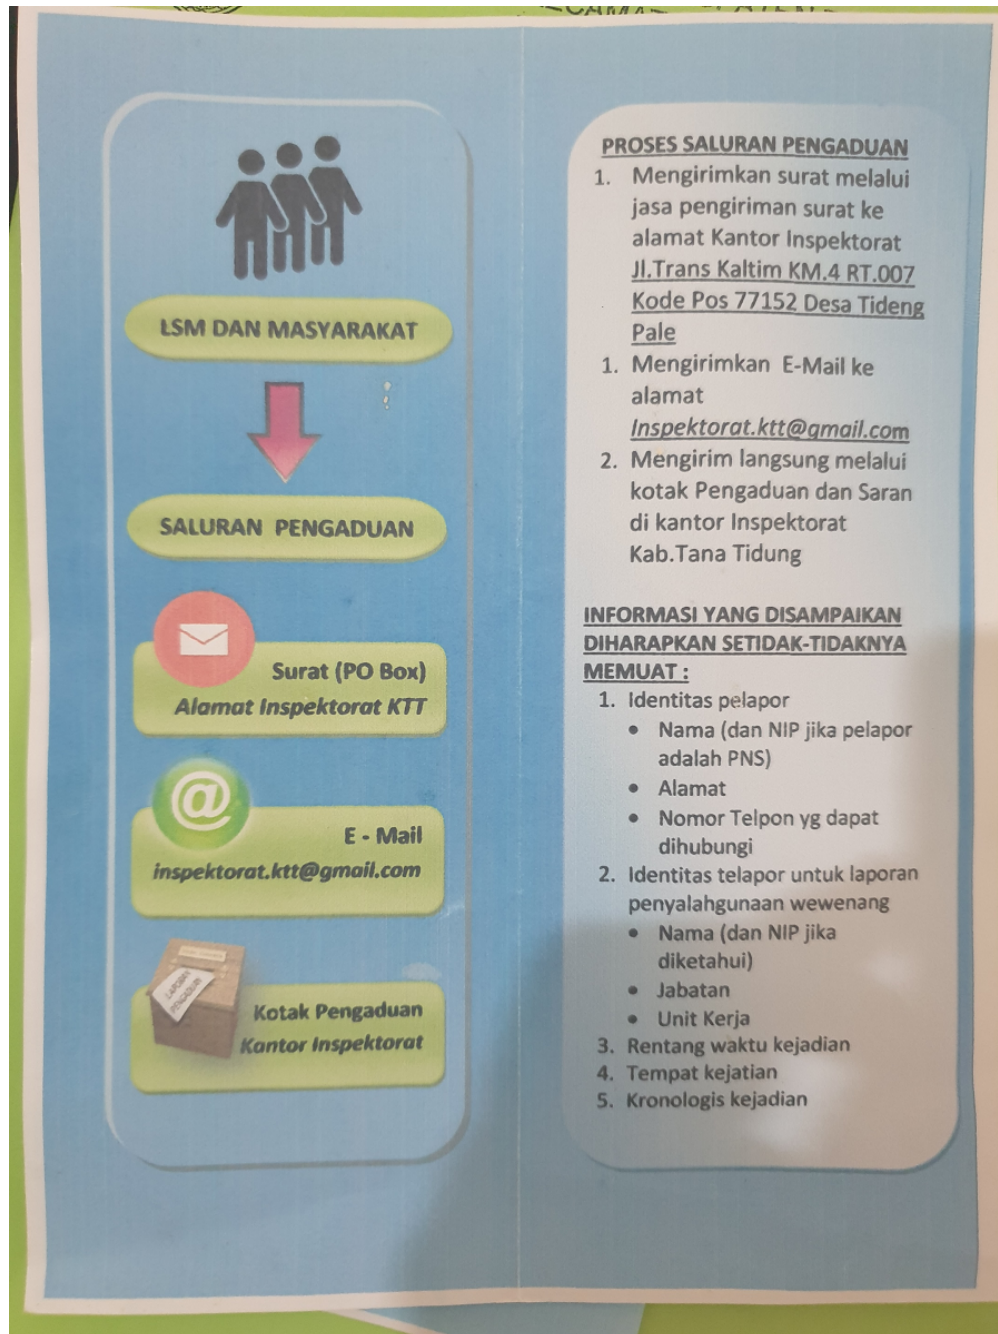 LSM DAN MASYARAKAT
SALURAN PENGADUAN
Surat (PO Box)
Alamat Inspektorat KTT
@
E - Mail
inspektorat.ktt@gmail.com
LAPORAN
PENGADUAN
Kotak Pengaduan
Kantor Inspektorat
PROSES SALURAN PENGADUAN
1. Mengirimkan surat melalui
jasa pengiriman surat ke
alamat Kantor Inspektorat
Jl.Trans Kaltim KM.4 RT.007
Kode Pos 77152 Desa Tideng
Pale
1. Mengirimkan E-Mail ke
alamat
Inspektorat.ktt@gmail.com
2. Mengirim langsung melalui
kotak Pengaduan dan Saran
di kantor Inspektorat
Kab.Tana Tidung
INFORMASI YANG DISAMPAIKAN
DIHARAPKAN SETIDAK-TIDAKNYA
MEMUAT :
1. Identitas pelapor
• Nama (dan NIP jika pelapor
adalah PNS)
• Alamat
• Nomor Telpon yg dapat
dihubungi
2. Identitas telapor untuk laporan
penyalahgunaan wewenang
• Nama (dan NIP jika
diketahui)
• Jabatan
• Unit Kerja
3. Rentang waktu kejadian
4. Tempat kejatian
5. Kronologis kejadian